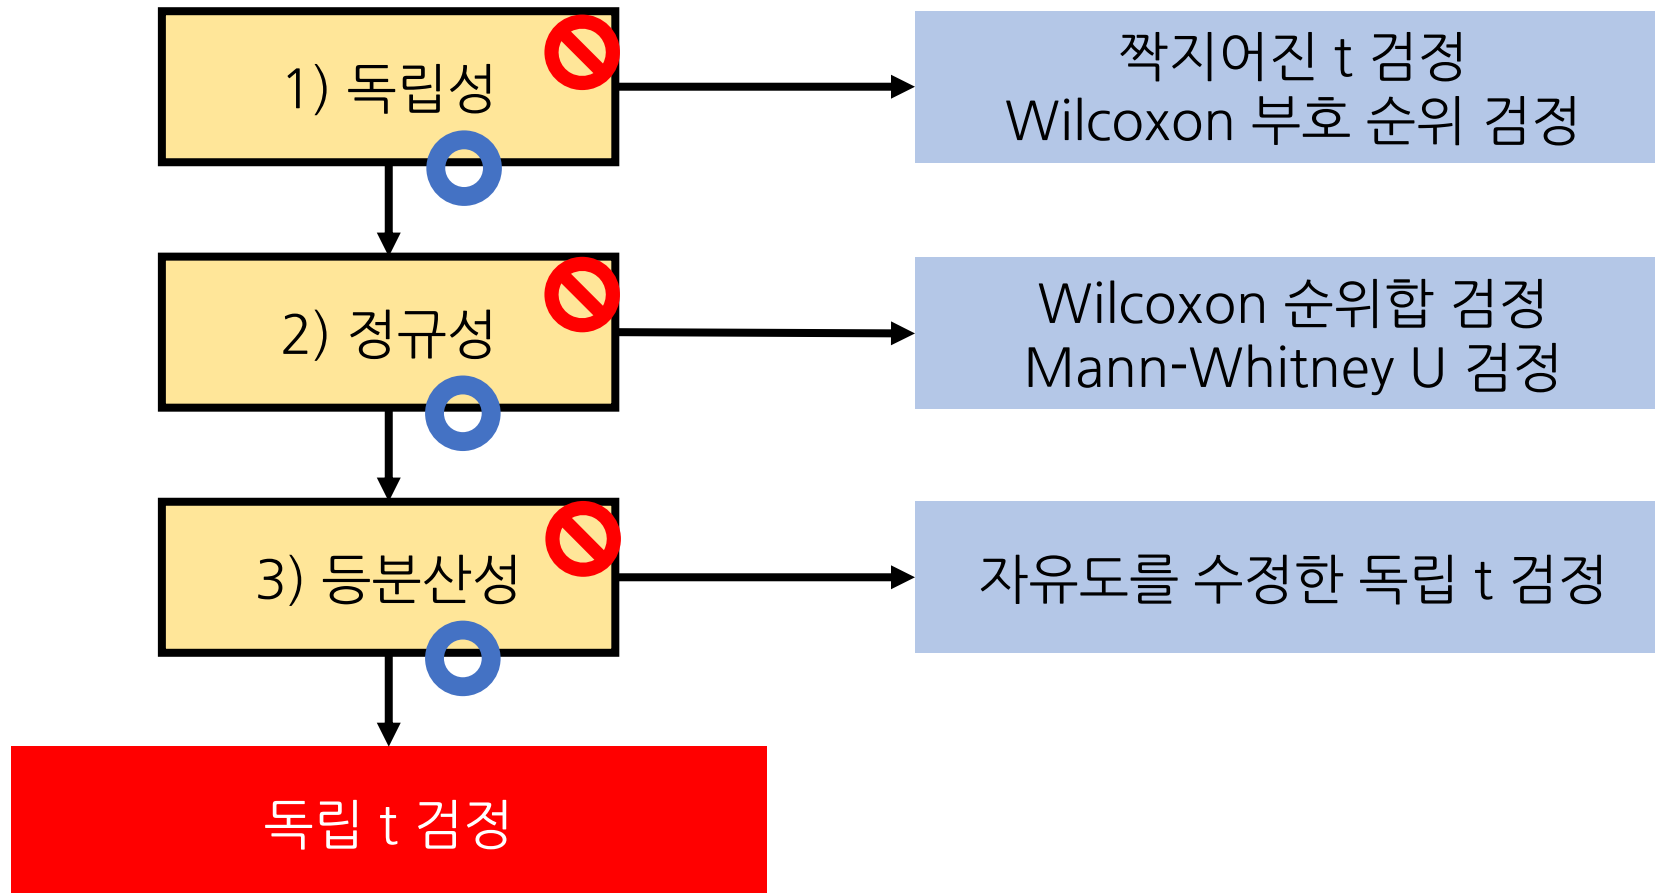 1) 독립성
짝지어진 t 검정
Wilcoxon 부호 순위 검정
2) 정규성
Wilcoxon 순위합 검정
Mann-Whitney U 검정
3) 등분산성
자유도를 수정한 독립 t 검정
독립 t 검정